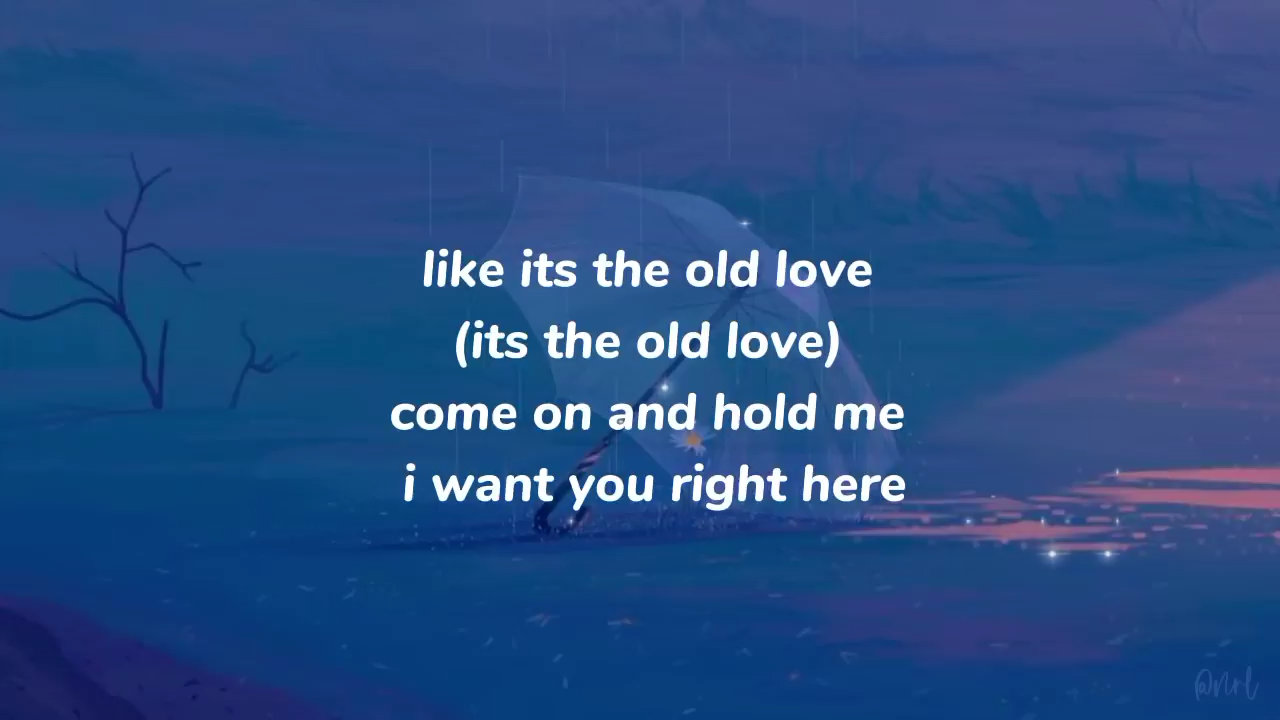 like its the old love
(its the old love)
come on and hold me
i want you right here